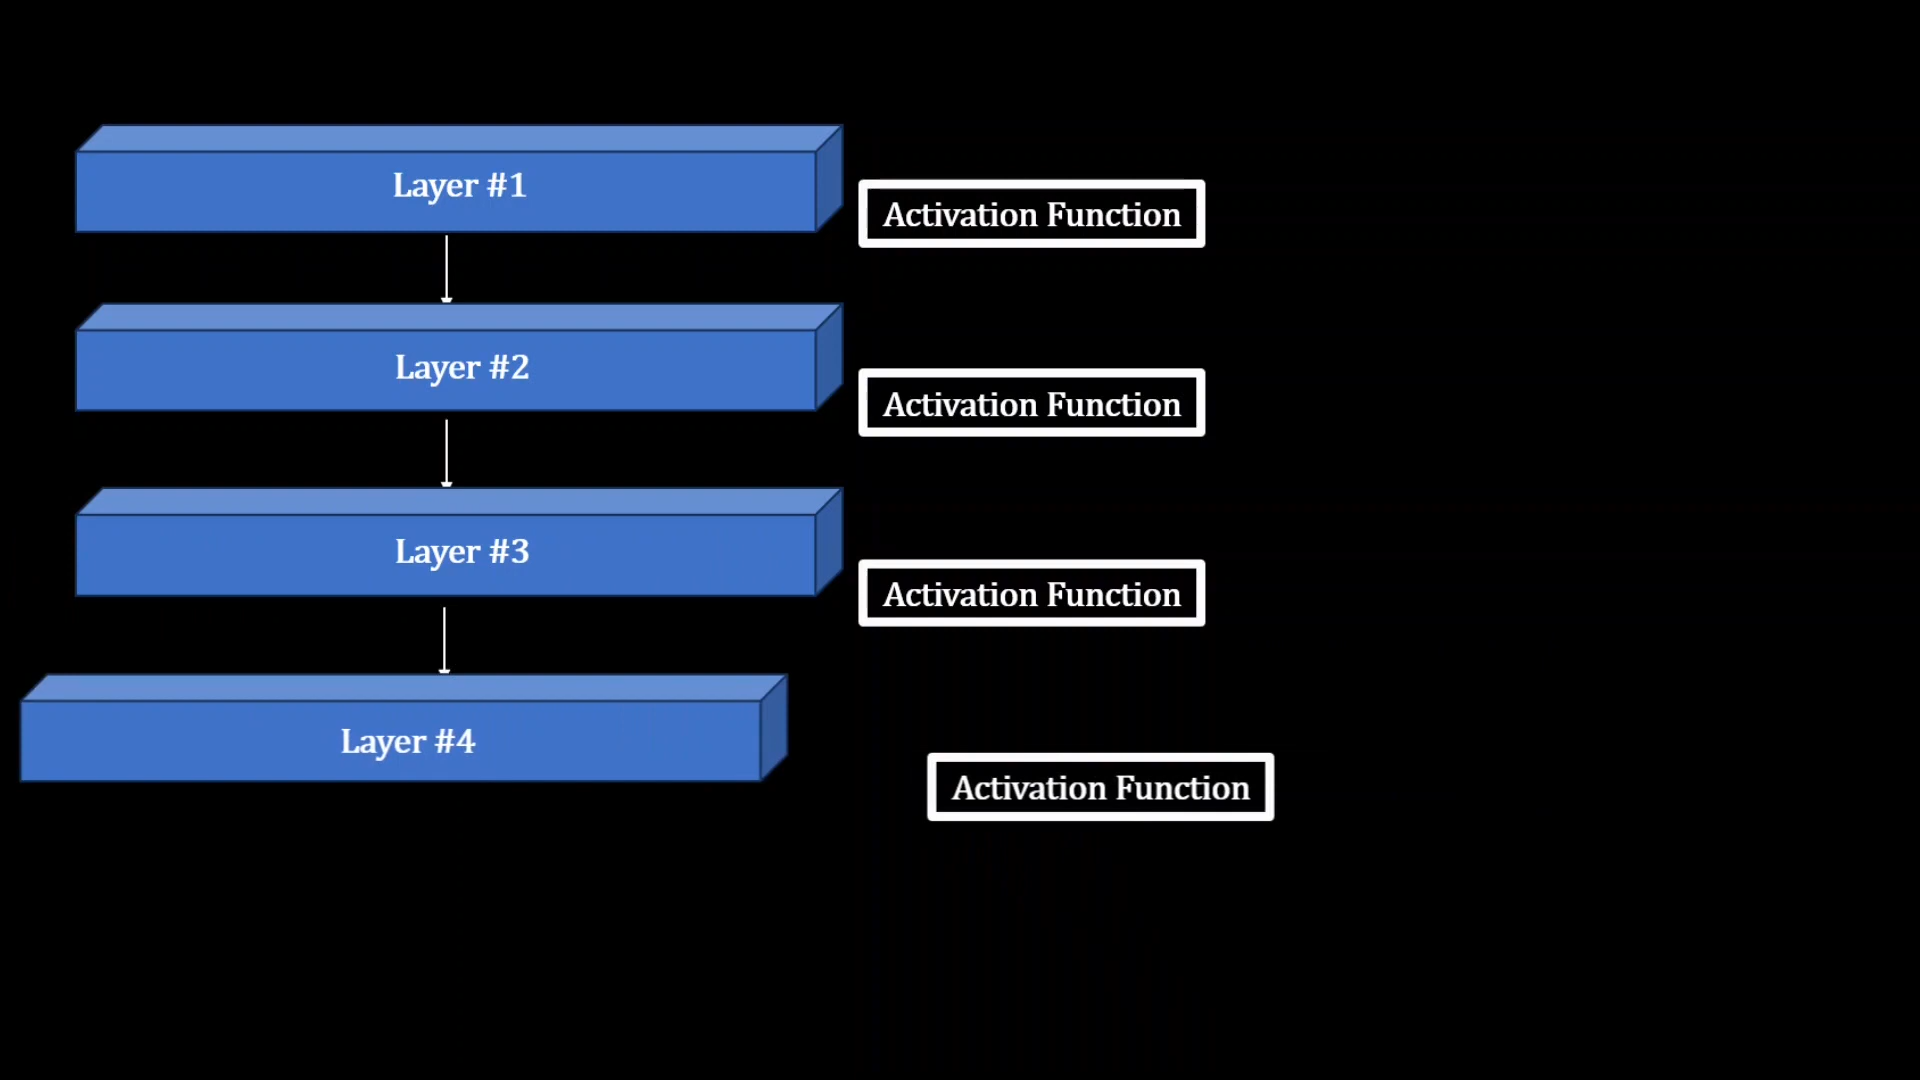 Layer #1
Activation Function
Layer #2
Activation Function
Layer #3
Activation Function
Layer #4
Activation Function